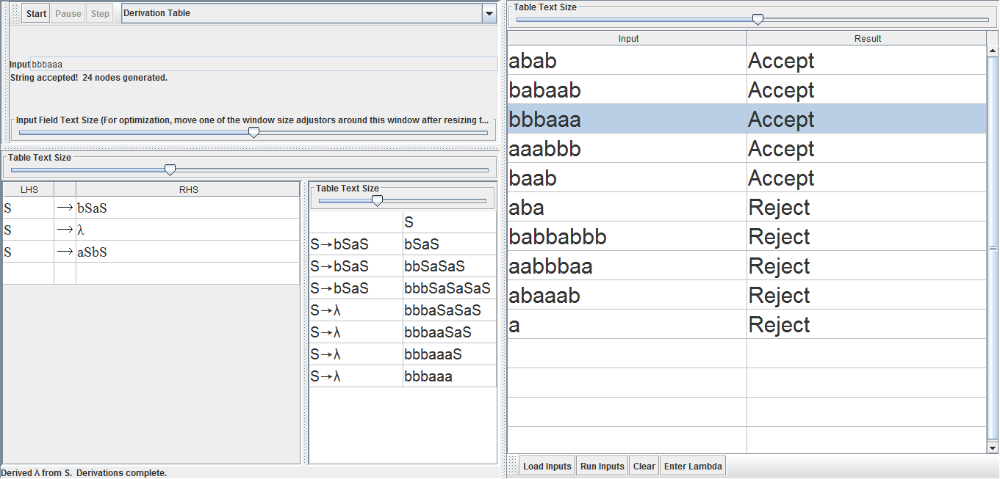 Start Pause Step Derivation Table
Input bbbaaa
String accepted! 24 nodes generated.
Input Field Text Size (For optimization, move one of the window size adjustors around this window after resizing t...
Table Text Size
LHS RHS
S → bSaS
S → λ
S → aSbS
Table Text Size
S
S→bSaS bSaS
S→bSaS bbSaSaS
S→bSaS bbbSaSaSaS
S→λ bbbaSaSaS
S→λ bbbaaSaS
S→λ bbbaaaS
S→λ bbbaaa
Derived λ from S. Derivations complete.
Table Text Size
Input Result
abab Accept
babaab Accept
bbbaaa Accept
aaabbb Accept
baab Accept
aba Reject
babbabbb Reject
aabbbaa Reject
abaaab Reject
a Reject
Load Inputs Run Inputs Clear Enter Lambda